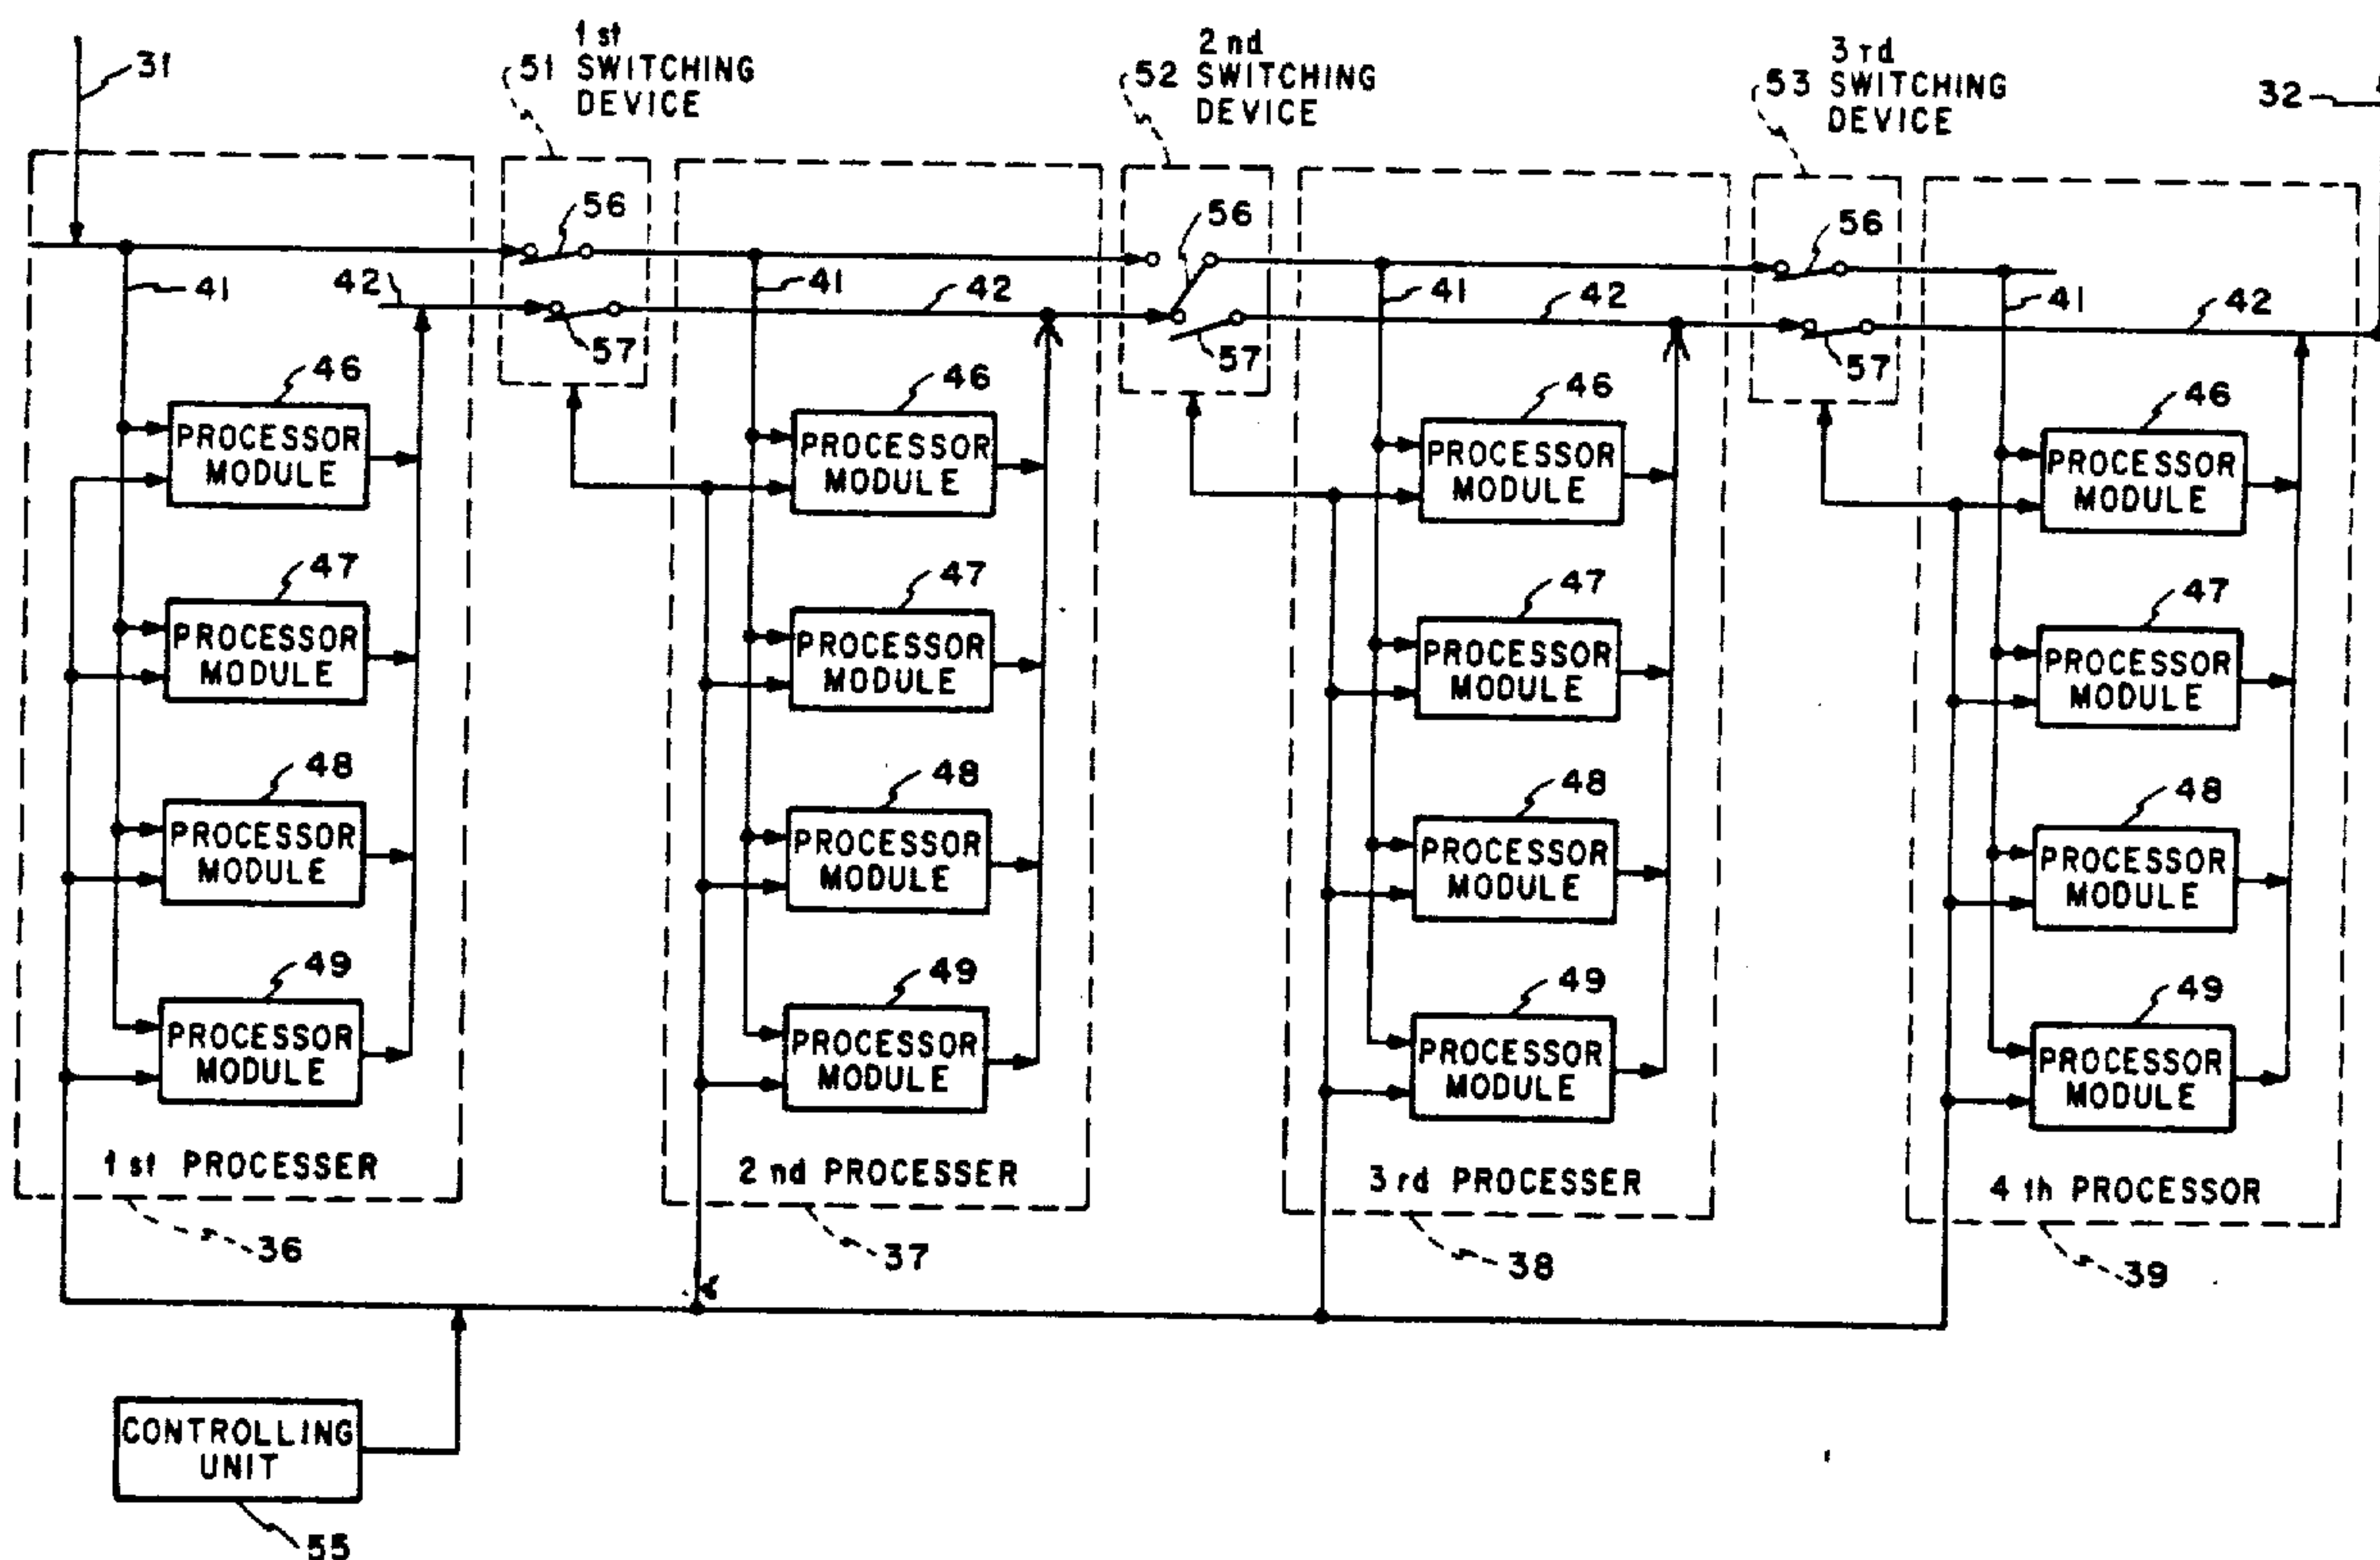 31
51
1st
SWITCHING
DEVICE
52
2nd
SWITCHING
DEVICE
53
3rd
SWITCHING
DEVICE
32
56
56
56
41
42
41
42
41
42
41
42
57
57
57
46
PROCESSOR
MODULE
47
PROCESSOR
MODULE
48
PROCESSOR
MODULE
49
PROCESSOR
MODULE
1st PROCESSER
36
46
PROCESSOR
MODULE
47
PROCESSOR
MODULE
48
PROCESSOR
MODULE
49
PROCESSOR
MODULE
2nd PROCESSER
37
46
PROCESSOR
MODULE
47
PROCESSOR
MODULE
48
PROCESSOR
MODULE
49
PROCESSOR
MODULE
3rd PROCESSER
38
46
PROCESSOR
MODULE
47
PROCESSOR
MODULE
48
PROCESSOR
MODULE
49
PROCESSOR
MODULE
4th PROCESSOR
39
CONTROLLING
UNIT
55